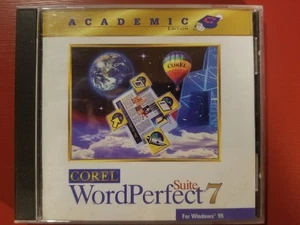 ACADEMIC
EDITION
COREL
COREL
WordPerfect
Suite 7
For Windows® 95